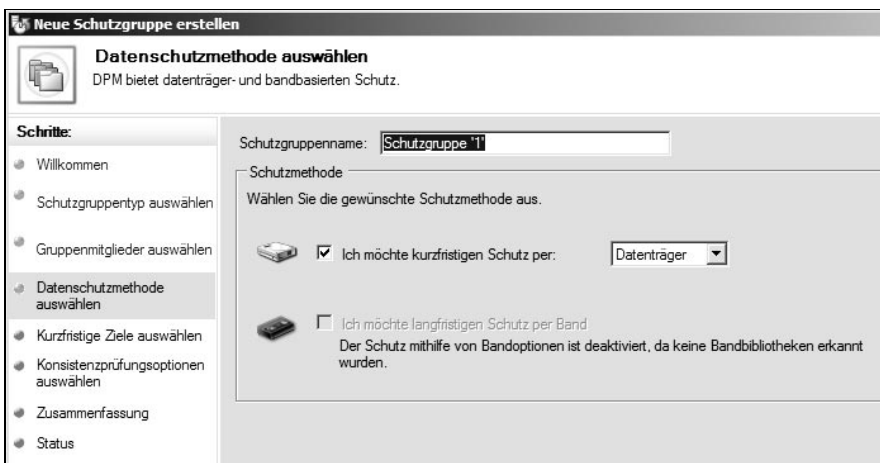 Neue Schutzgruppe erstellen
Datenschutzmethode auswählen
DPM bietet datenträger- und bandbasierten Schutz.
Schritte:
Willkommen
Schutzgruppentyp auswählen
Gruppenmitglieder auswählen
Datenschutzmethode
auswählen
Kurzfristige Ziele auswählen
Konsistenzprüfungsoptionen
auswählen
Zusammenfassung
Status
Schutzgruppenname: Schutzgruppe '1'
Schutzmethode
Wählen Sie die gewünschte Schutzmethode aus.
Ich möchte kurzfristigen Schutz per: Datenträger
Ich möchte langfristigen Schutz per Band
Der Schutz mithilfe von Bandoptionen ist deaktiviert, da keine Bandbibliotheken erkannt
wurden.